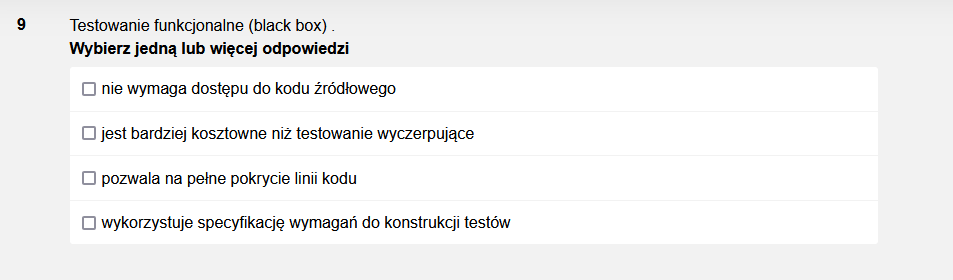 9
Testowanie funkcjonalne (black box) .
Wybierz jedną lub więcej odpowiedzi
nie wymaga dostępu do kodu źródłowego
jest bardziej kosztowne niż testowanie wyczerpujące
pozwala na pełne pokrycie linii kodu
wykorzystuje specyfikację wymagań do konstrukcji testów